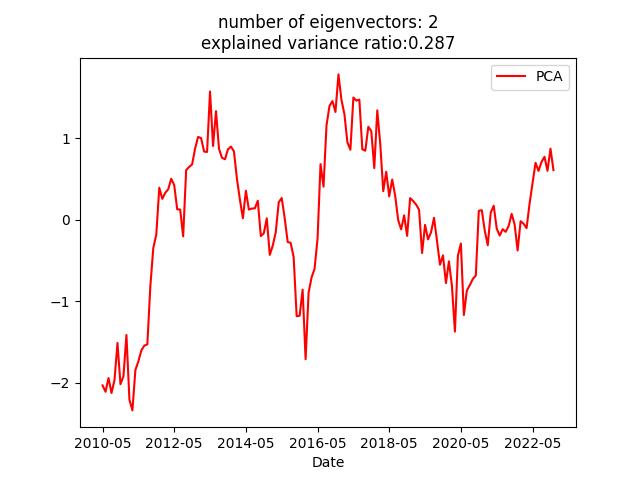 number of eigenvectors: 2
explained variance ratio:0.287
PCA
1
0
−1
−2
2010-05 2012-05 2014-05 2016-05 2018-05 2020-05 2022-05
Date